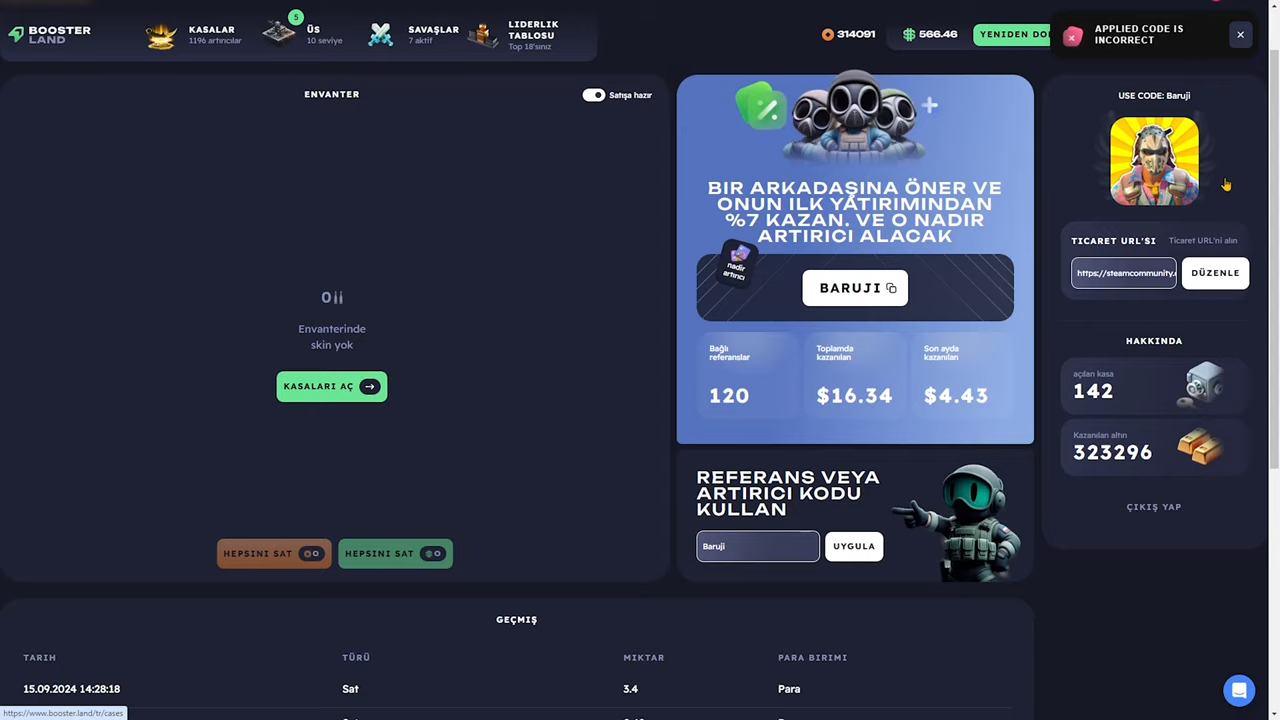 BOOSTER
LAND
KASALAR
1196 artırıcılar
5
ÜS
10 seviye
SAVAŞLAR
7 aktif
LIDERLIK
TABLOSU
Top 18'sınız
314091
566.46
YENİDEN DO
APPLIED CODE IS
INCORRECT
ENVANTER
Satışa hazır
0
Envanterinde
skin yok
KASALARI AÇ
HEPSINI SAT 0
HEPSINI SAT 0
BIR ARKADAŞINA ÖNER VE
ONUN ILK YATIRIMINDAN
%7 KAZAN. VE O NADIR
ARTIRICI ALACAK
nadir
artırıcı
BARUJI
Bağlı
referanslar
120
Toplamda
kazanılan
$16.34
Son ayda
kazanılan
$4.43
REFERANS VEYA
ARTIRICI KODU
KULLAN
Baruji
UYGULA
USE CODE: Baruji
TICARET URL'SI
Ticaret URL'ni alın
https://steamcommunity.
DÜZENLE
HAKKINDA
açılan kasa
142
Kazanılan altın
323296
ÇIKIŞ YAP
GEÇMIŞ
TARIH
TÜRÜ
MIKTAR
PARA BIRIMI
15.09.2024 14:28:18
Sat
3.4
Para
https://www.booster.land/tr/cases